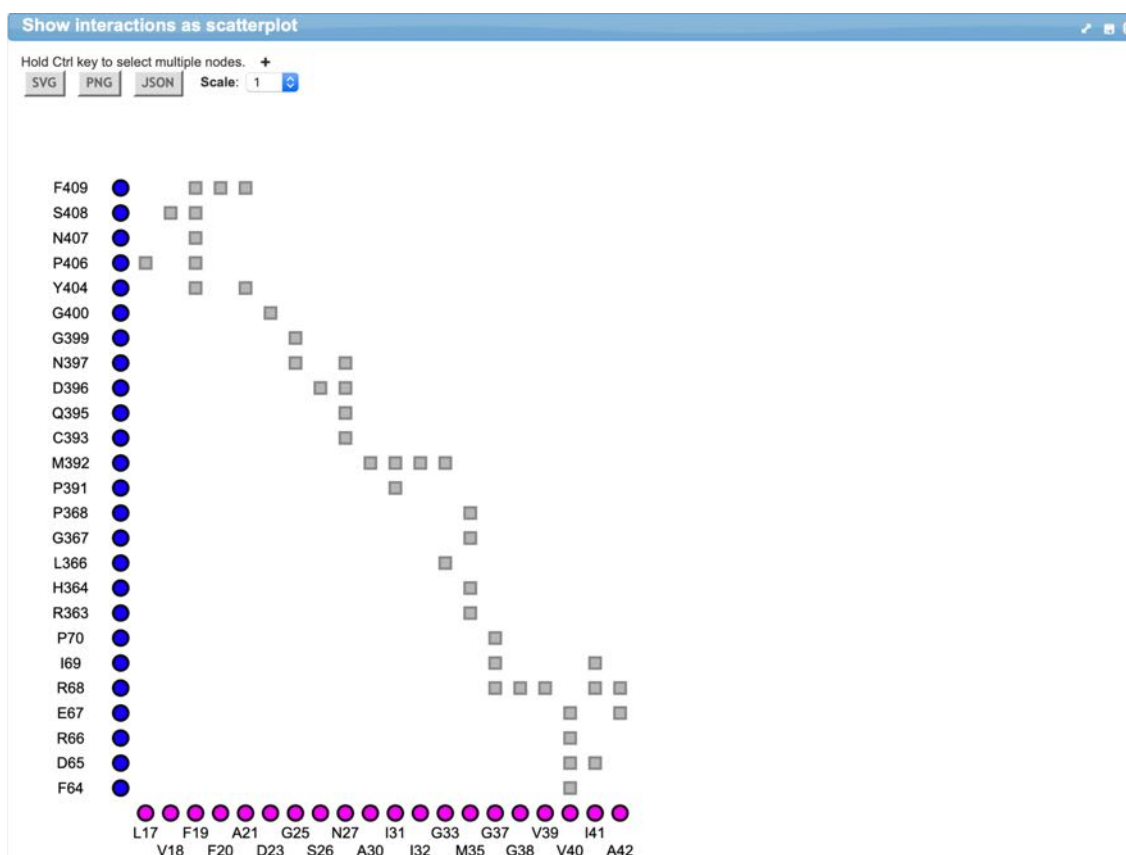 Show interactions as scatterplot
Hold Ctrl key to select multiple nodes. +
SVG PNG JSON Scale: 1
F409
S408
N407
P406
Y404
G400
G399
N397
D396
Q395
C393
M392
P391
P368
G367
L366
H364
R363
P70
I69
R68
E67
R66
D65
F64
L17 F19 A21 G25 N27 I31 G33 G37 V39 I41
V18 F20 D23 S26 A30 I32 M35 G38 V40 A42